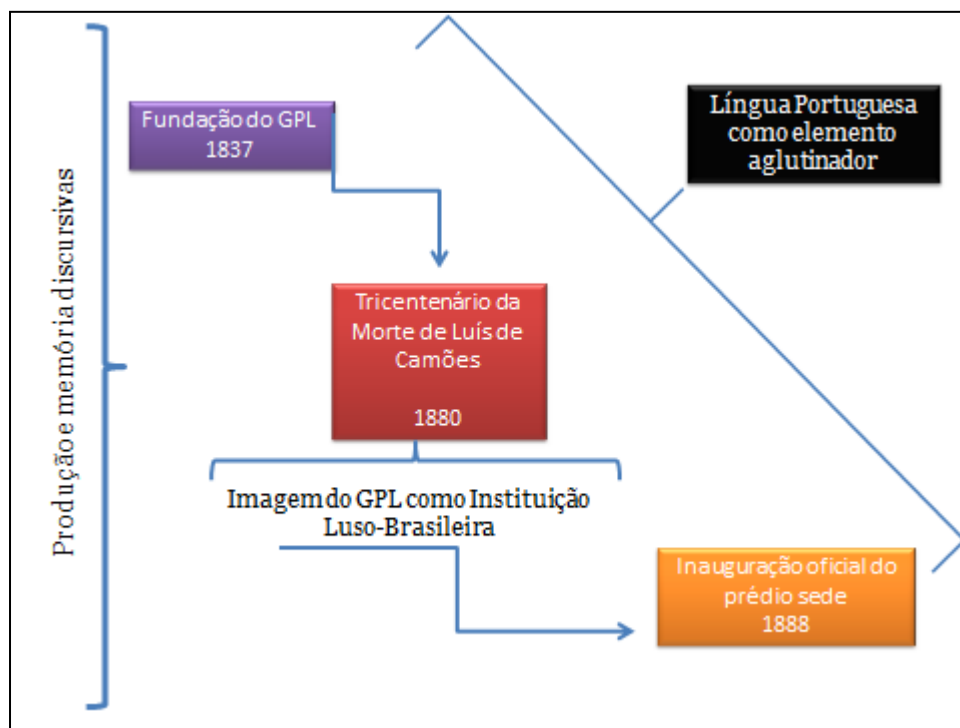 Produção e memória discursivas
Fundação do GPL
1837
Língua Portuguesa
como elemento
aglutinador
Tricentenário da
Morte de Luís de
Camões
1880
Imagem do GPL como Instituição
Luso-Brasileira
Inauguração oficial do
prédio sede
1888